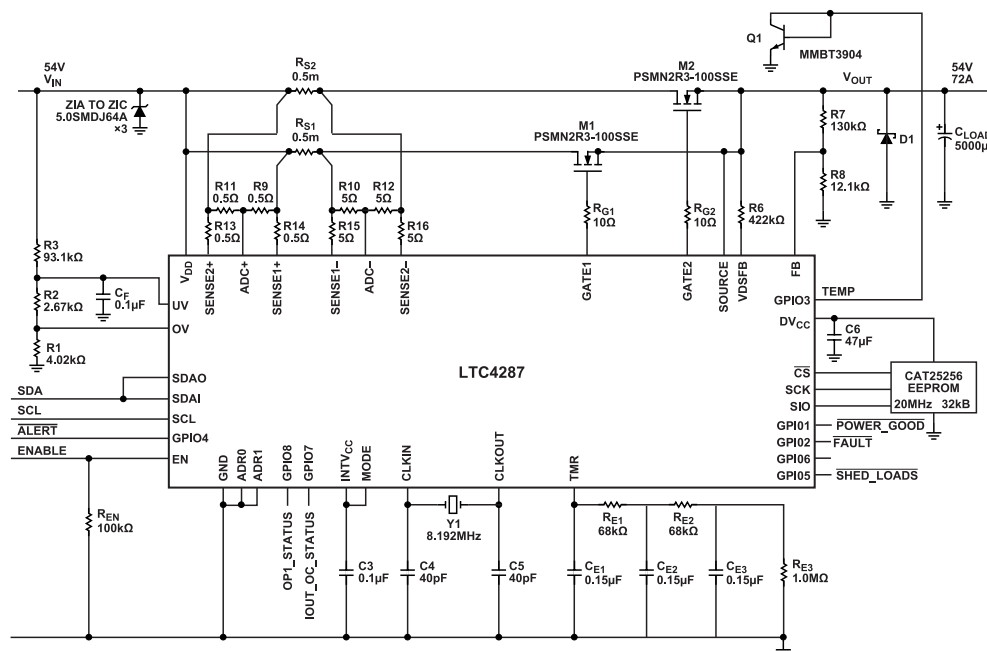 Q1
MMBT3904
54V
VIN
RS2
0.5m
M2
PSMN2R3-100SSE
VOUT
54V
72A
ZIA TO ZIC
5.0SMDJ64A
×3
RS1
0.5m
M1
PSMN2R3-100SSE
R7
130kΩ
D1
CLOAD
5000µ
R11
0.5Ω
R9
0.5Ω
R10
5Ω
R12
5Ω
R8
12.1kΩ
R13
0.5Ω
R14
0.5Ω
R15
5Ω
R16
5Ω
RG1
10Ω
RG2
10Ω
R6
422kΩ
R3
93.1kΩ
VDD
SENSE2+
ADC+
SENSE1+
SENSE1–
ADC–
SENSE2–
GATE1
GATE2
SOURCE
VDSFB
FB
CF
0.1µF
R2
2.67kΩ
UV
GPIO3
TEMP
DVCC
OV
R1
4.02kΩ
C6
47µF
LTC4287
SDAO
CS
CAT25256
EEPROM
20MHz 32kB
SDA
SDAI
SCK
SCL
SCL
SIO
ALERT
GPIO4
GPI01
POWER_GOOD
ENABLE
EN
GPI02
FAULT
GPI06
GPI05
SHED_LOADS
GND
ADR0
ADR1
GPIO8
GPIO7
INTVCC
MODE
CLKIN
CLKOUT
TMR
REN
100kΩ
OP1_STATUS
IOUT_OC_STATUS
Y1
8.192MHz
RE1
68kΩ
RE2
68kΩ
C3
0.1µF
C4
40pF
C5
40pF
CE1
0.15µF
CE2
0.15µF
CE3
0.15µF
RE3
1.0MΩ